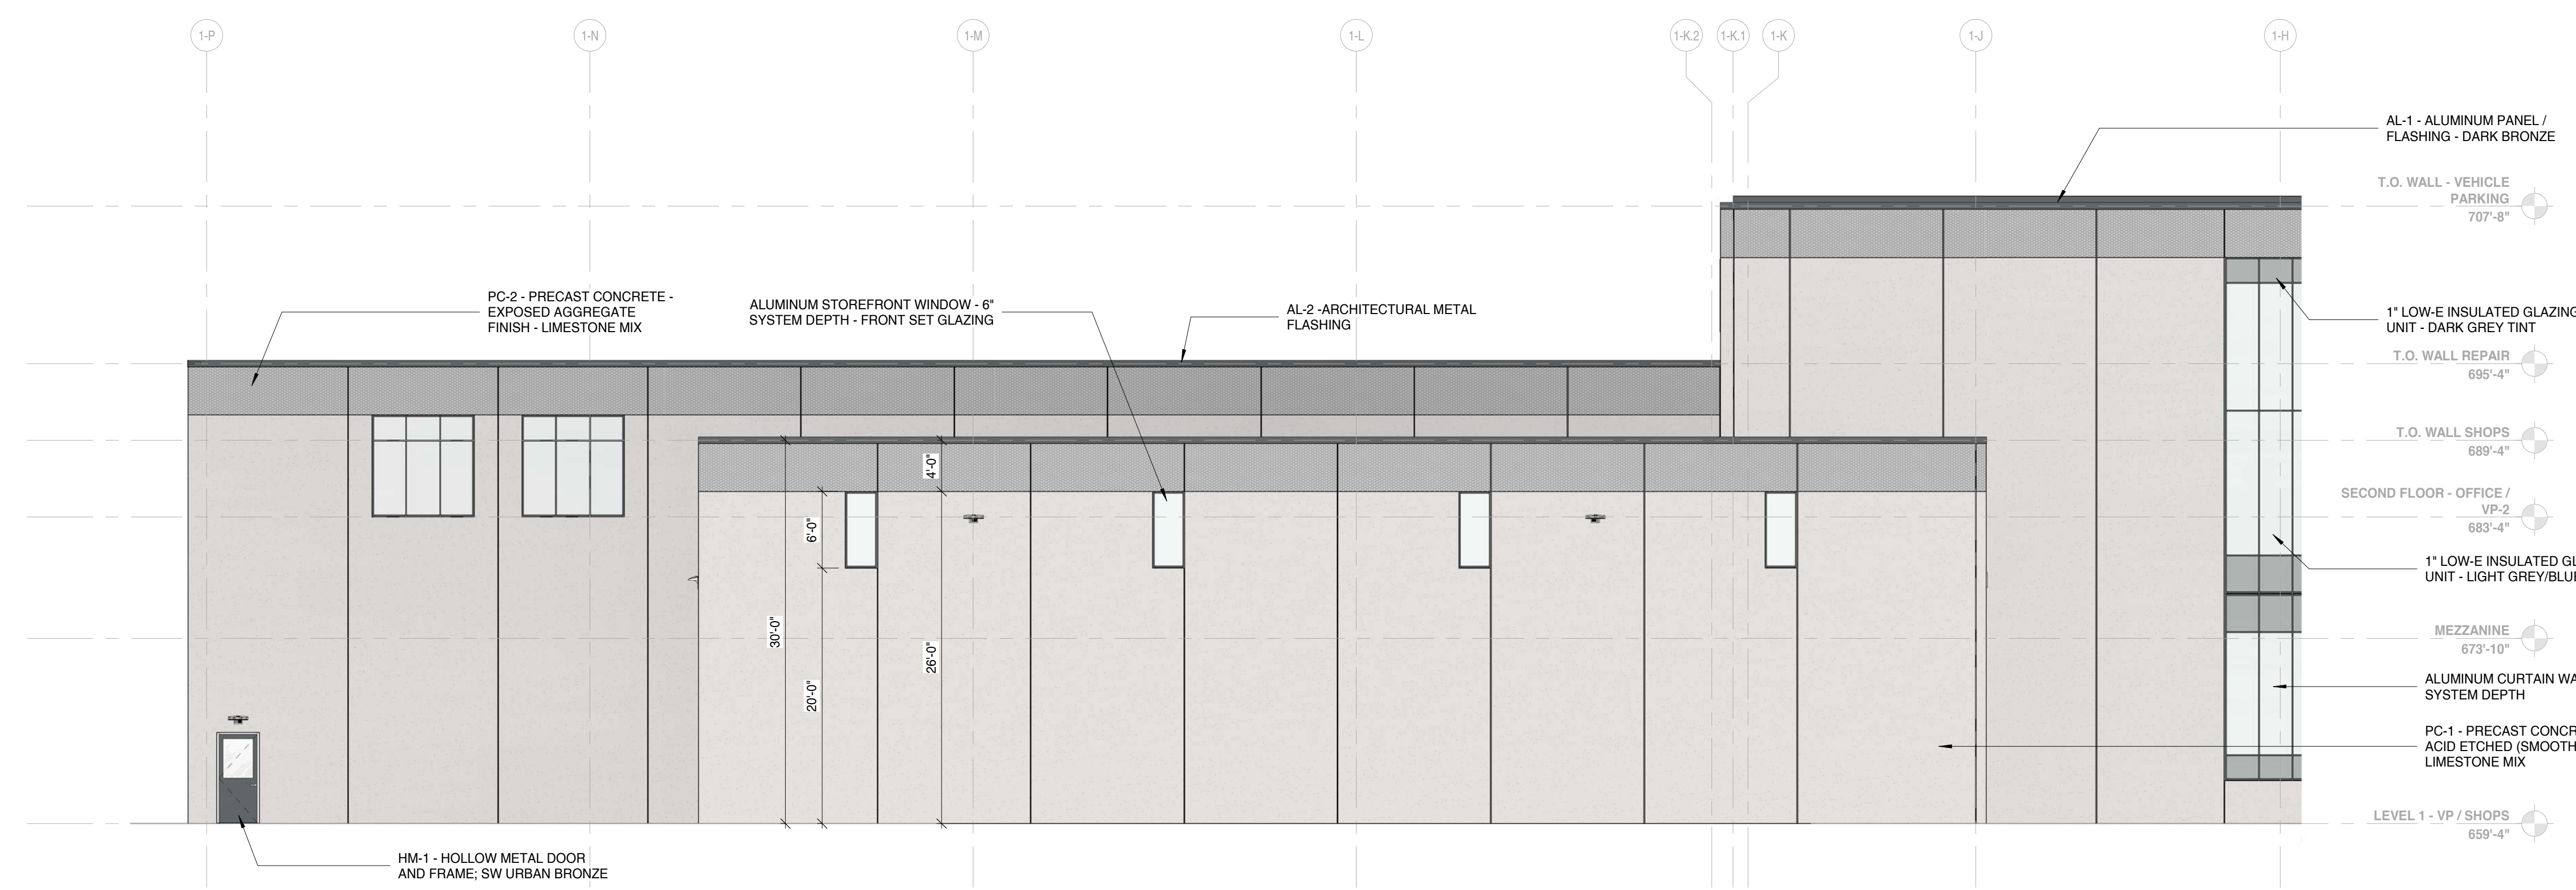 1-P
1-N
1-M
1-L
1-K.2
1-K.1
1-K
1-J
1-H
AL-1 - ALUMINUM PANEL /
FLASHING - DARK BRONZE
T.O. WALL - VEHICLE
PARKING
707'-8"
PC-2 - PRECAST CONCRETE -
EXPOSED AGGREGATE
FINISH - LIMESTONE MIX
ALUMINUM STOREFRONT WINDOW - 6"
SYSTEM DEPTH - FRONT SET GLAZING
AL-2 -ARCHITECTURAL METAL
FLASHING
1" LOW-E INSULATED GLAZING
UNIT - DARK GREY TINT
T.O. WALL REPAIR
695'-4"
T.O. WALL SHOPS
689'-4"
4'-0"
6'-0"
SECOND FLOOR - OFFICE /
VP-2
683'-4"
1" LOW-E INSULATED GL
UNIT - LIGHT GREY/BLU
30'-0"
20'-0"
26'-0"
MEZZANINE
673'-10"
ALUMINUM CURTAIN WA
SYSTEM DEPTH
PC-1 - PRECAST CONCR
ACID ETCHED (SMOOTH
LIMESTONE MIX
LEVEL 1 - VP / SHOPS
659'-4"
HM-1 - HOLLOW METAL DOOR
AND FRAME; SW URBAN BRONZE